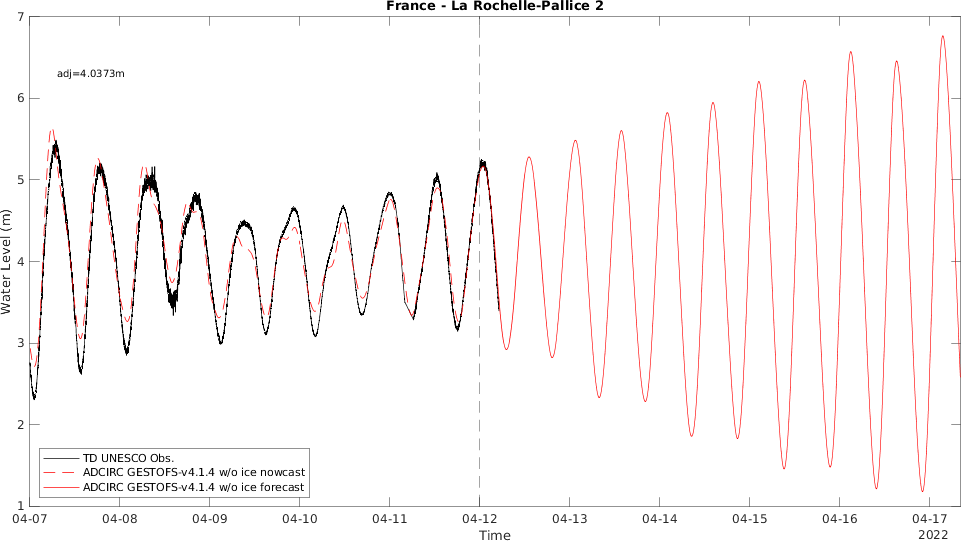 France - La Rochelle-Pallice 2
7
6
5
4
3
2
1
Water Level (m)
adj=4.0373m
TD UNESCO Obs.
ADCIRC GESTOFS-v4.1.4 w/o ice nowcast
ADCIRC GESTOFS-v4.1.4 w/o ice forecast
04-07 04-08 04-09 04-10 04-11 04-12 04-13 04-14 04-15 04-16 04-17
Time
2022